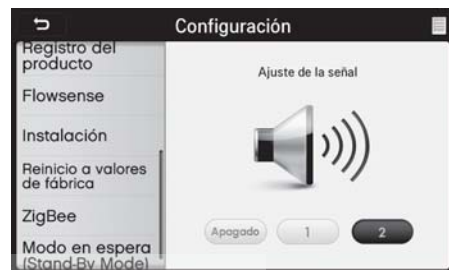 Configuración
Registro del
producto
Flowsense
Instalación
Reinicio a valores
de fábrica
ZigBee
Modo en espera
(Stand-By Mode)
Ajuste de la señal
Apagado
1
2